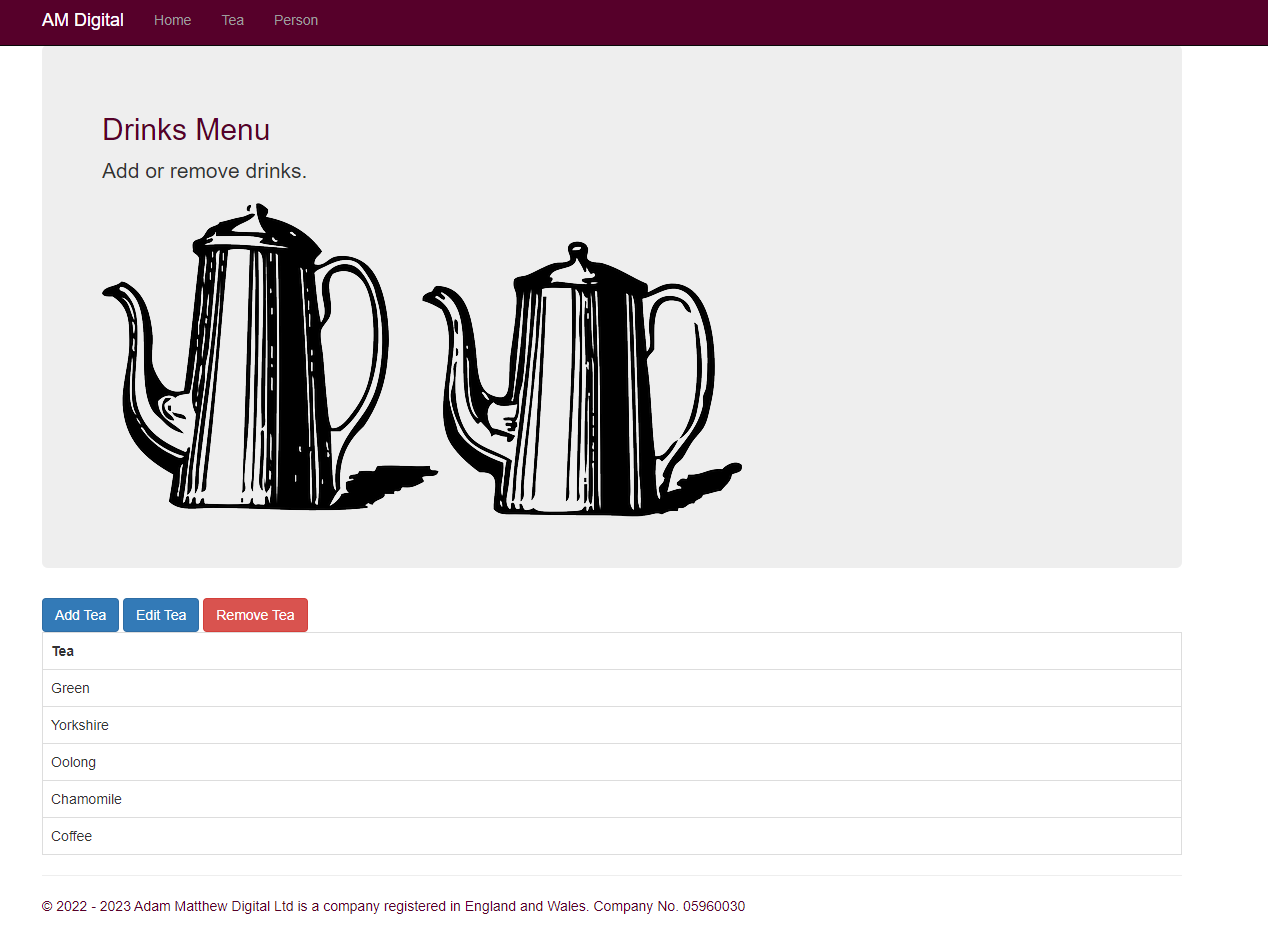 AM Digital Home Tea Person
Drinks Menu
Add or remove drinks.
Add Tea Edit Tea Remove Tea
Tea
Green
Yorkshire
Oolong
Chamomile
Coffee
© 2022 - 2023 Adam Matthew Digital Ltd is a company registered in England and Wales. Company No. 05960030